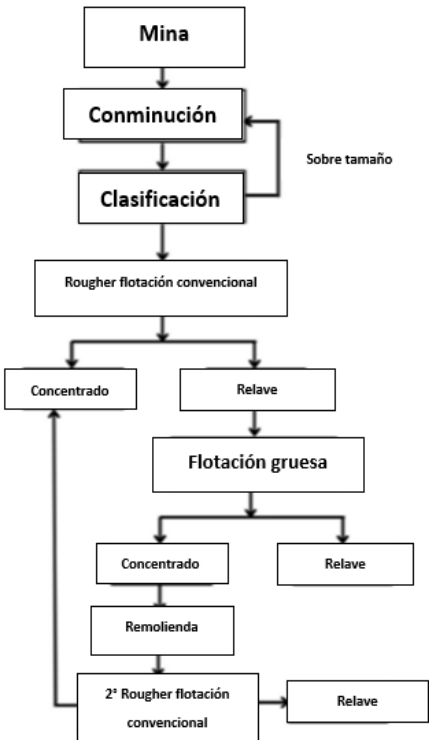 Mina
Conminución
Sobre tamaño
Clasificación
Rougher flotación convencional
Concentrado
Relave
Flotación gruesa
Concentrado
Relave
Remolienda
2ª Rougher flotación
convencional
Relave